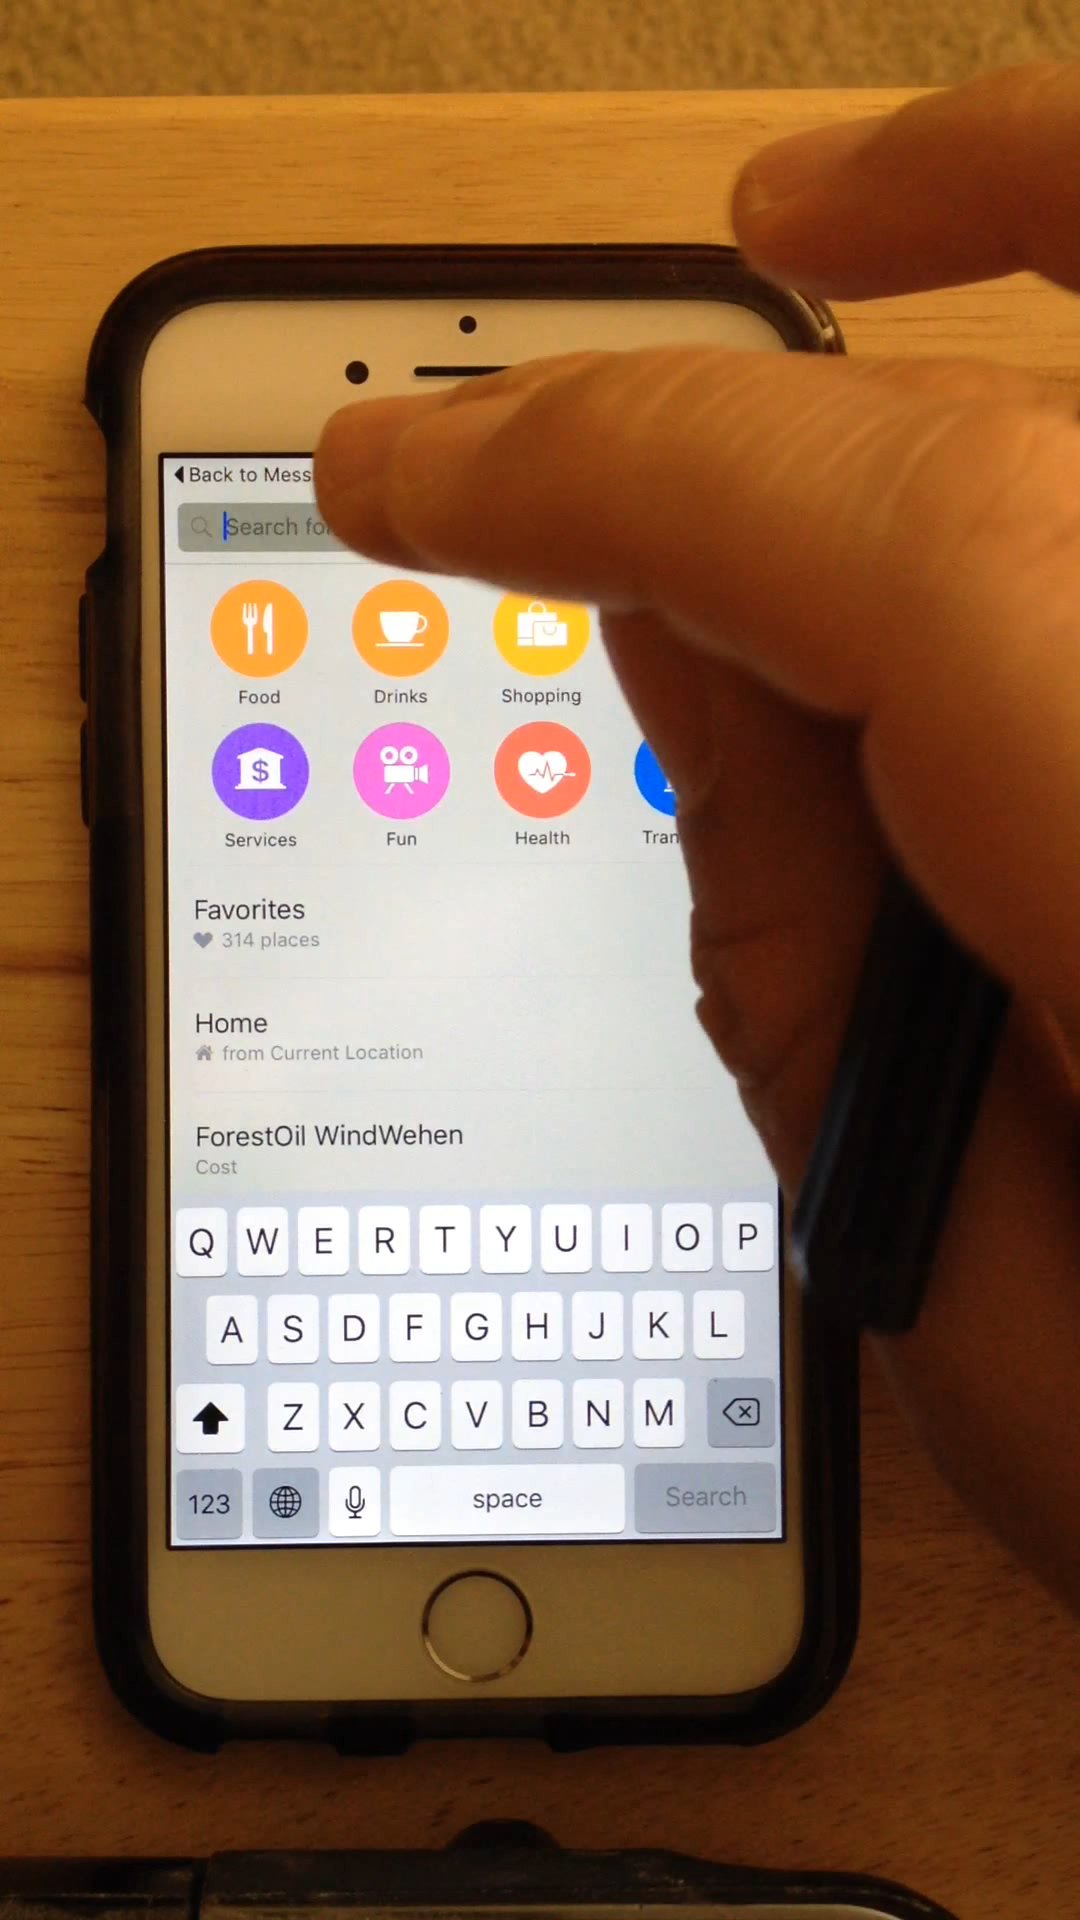 Back to Mess
Search for
Food Drinks Shopping
Services Fun Health Tran
Favorites
314 places
Home
from Current Location
ForestOil WindWehen
Cost
Q W E R T Y U I O P
A S D F G H J K L
Z X C V B N M
123 space Search